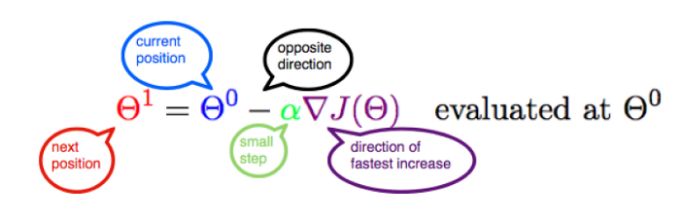 current
position
opposite
direction
Θ¹ = Θ⁰ − α∇J(Θ) evaluated at Θ⁰
next
position
small
step
direction of
fastest increase